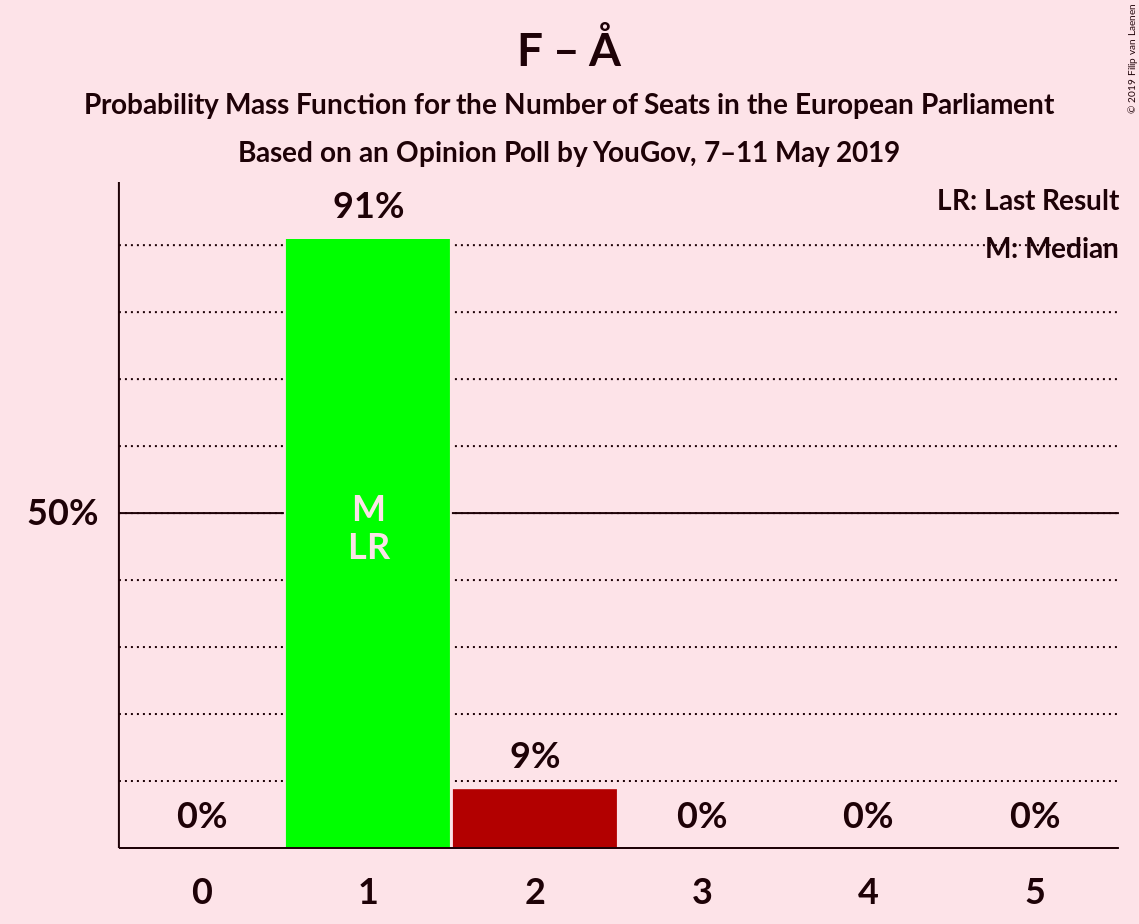 F – Å
Probability Mass Function for the Number of Seats in the European Parliament
Based on an Opinion Poll by YouGov, 7–11 May 2019
© 2019 Filip van Laenen
LR: Last Result
M: Median
91%
50%
M
LR
9%
0%
0%
0%
0%
0
1
2
3
4
5